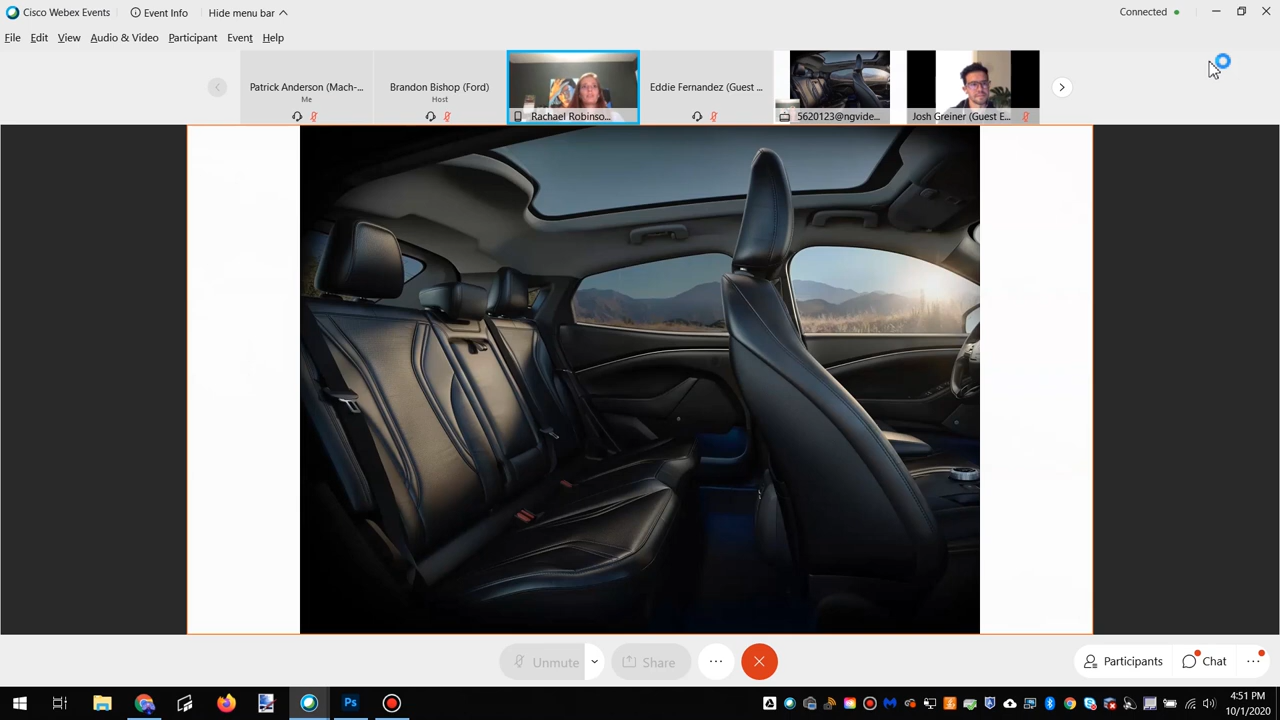 Cisco Webex Events
Event Info
Hide menu bar
Connected
File Edit View Audio & Video Participant Event Help
Patrick Anderson (Mach-...
Me
Brandon Bishop (Ford)
Host
Rachael Robinso...
Eddie Fernandez (Guest ...
5620123@ngvide...
Josh Greiner (Guest E...
Unmute
Share
Participants
Chat
Ps
4:51 PM
10/1/2020